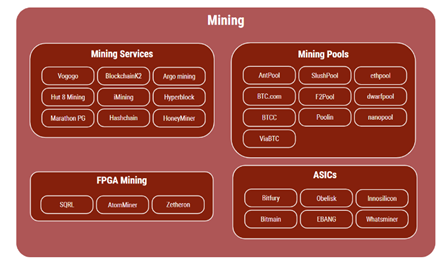 Mining
Mining Services
Vogogo BlockchainK2 Argo mining
Hut 8 Mining iMining Hyperblock
Marathon PG Hashchain HoneyMiner
Mining Pools
AntPool SlushPool ethpool
BTC.com F2Pool dwarfpool
BTCC Poolin nanopool
ViaBTC
FPGA Mining
SQRL AtomMiner Zetheron
ASICs
Bitfury Obelisk Innosilicon
Bitmain EBANG Whatsminer